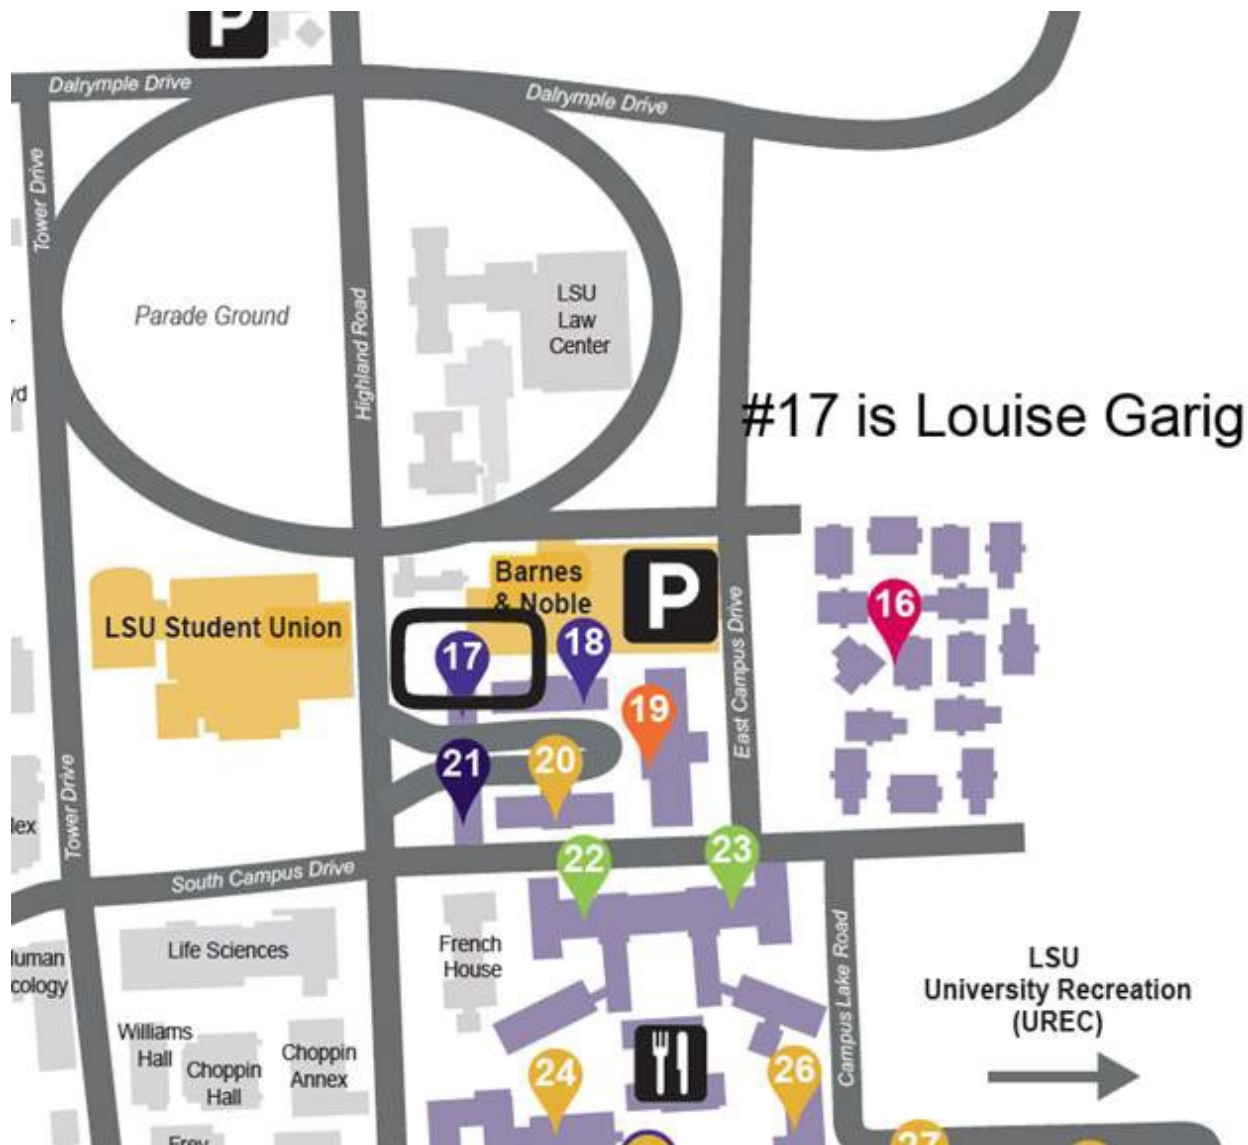 P
Dalrymple Drive
Dalrymple Drive
Tower Drive
Parade Ground
Highland Road
LSU
Law
Center
#17 is Louise Garig
Barnes
& Noble
P
16
LSU Student Union
17
18
19
East Campus Drive
21
20
Tower Drive
22
23
South Campus Drive
Life Sciences
French
House
Campus Lake Road
LSU
University Recreation
(UREC)
Williams
Hall
Choppin
Hall
Choppin
Annex
24
26
Frey
27